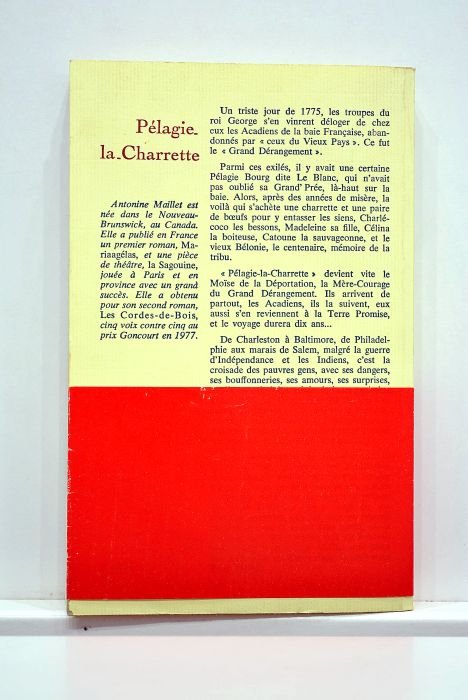 Pélagie-
la-Charrette
Antonine Maillet est
née dans le Nouveau-
Brunswick, au Canada.
Elle a publié en France
un premier roman, Ma-
riaagélas, et une pièce
de théâtre, la Sagouine,
jouée à Paris et en
province avec un grand
succès. Elle a obtenu
pour son second roman,
Les Cordes-de-Bois,
cinq voix contre cinq au
prix Goncourt en 1977.
Un triste jour de 1775, les troupes du
roi George s'en vinrent déloger de chez
eux les Acadiens de la baie Française, aban-
donnés par « ceux du Vieux Pays ». Ce fut
le « Grand Dérangement ».
Parmi ces exilés, il y avait une certaine
Pélagie Bourg dite Le Blanc, qui n'avait
pas oublié sa Grand' Prée, là-haut sur la
baie. Alors, après des années de misère, la
voilà qui s'achète une charrette et une paire
de bœufs pour y entasser les siens, Charlé-
coco les bessons, Madeleine sa fille, Célina
la boiteuse, Catoune la sauvageonne, et le
vieux Bélonie, le centenaire, mémoire de la
tribu.
« Pélagie-la-Charrette » devient vite le
Moïse de la Déportation, la Mère-Courage
du Grand Dérangement. Ils arrivent de
partout, les Acadiens, ils la suivent, eux
aussi s'en reviennent à la Terre Promise,
et le voyage durera dix ans...
De Charleston à Baltimore, de Philadel-
phie aux marais de Salem, malgré la guerre
d'Indépendance et les Indiens, c'est la
croisade des pauvres gens, avec ses dangers,
ses bouffonneries, ses amours, ses surprises,